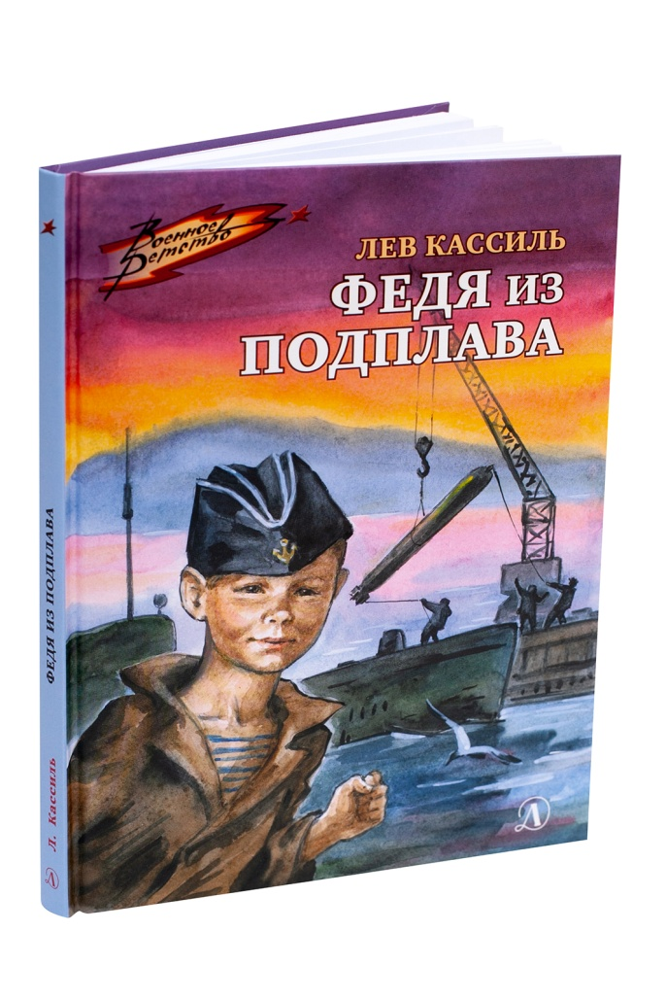 Военное
Детство
ЛЕВ КАССИЛЬ
ФЕДЯ ИЗ
ПОДПЛАВА
ФЕДЯ ИЗ ПОДПЛАВА
Л. Кассиль
Д
Д